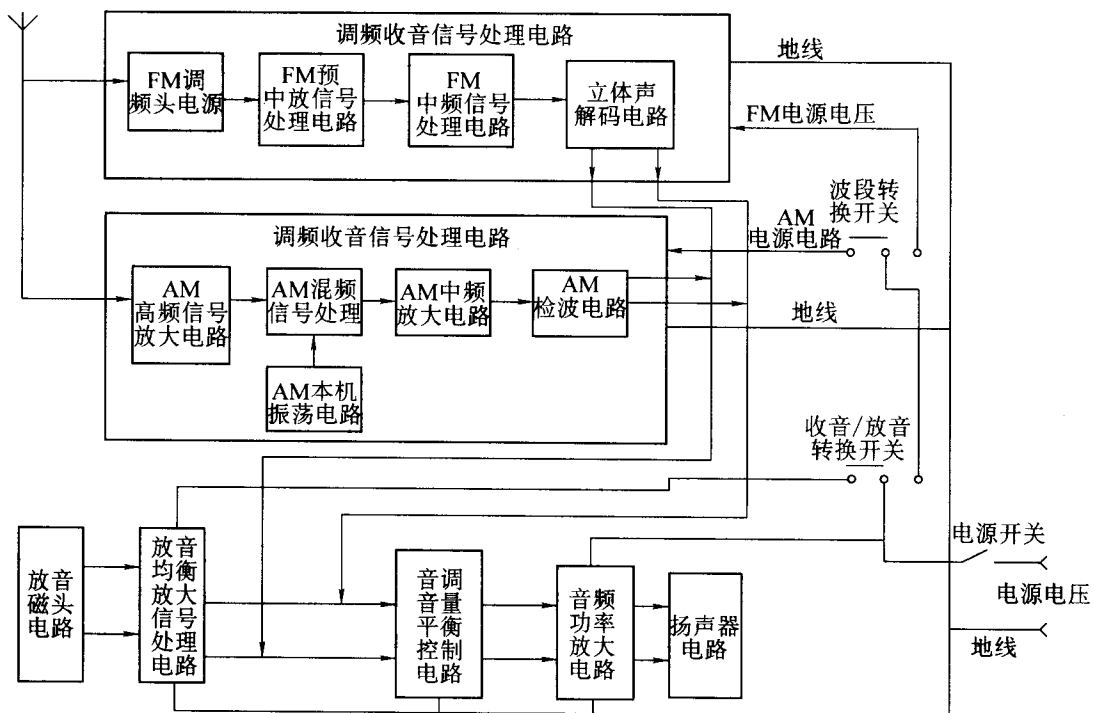 调频收音信号处理电路
FM调
频头电源
FM预
中放信号
处理电路
FM
中频信号
处理电路
立体声
解码电路
地线
FM电源电压
波段转
换开关
AM
电源电路
调频收音信号处理电路
AM
高频信号
放大电路
AM混频
信号处理
AM中频
放大电路
AM
检波电路
AM本机
振荡电路
地线
收音/放音
转换开关
电源开关
电源电压
地线
放音
磁头
电路
放音
均衡
放大
信号
处理
电路
音调
音量
平衡
控制
电路
音频
功率
放大
电路
扬声器
电路